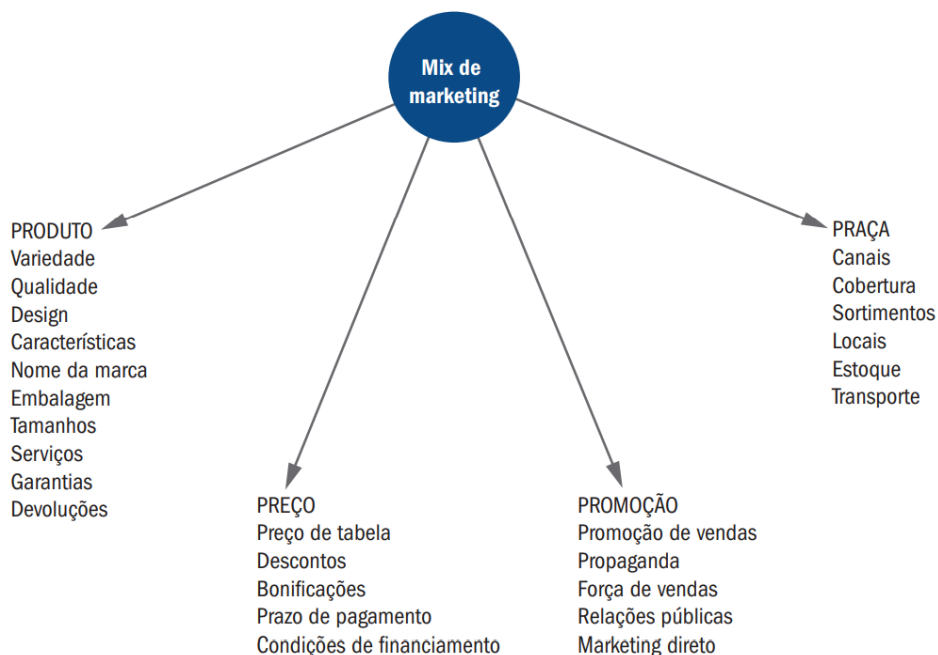 Mix de
marketing
PRODUTO
Variedade
Qualidade
Design
Características
Nome da marca
Embalagem
Tamanhos
Serviços
Garantias
Devoluções
PREÇO
Preço de tabela
Descontos
Bonificações
Prazo de pagamento
Condições de financiamento
PROMOÇÃO
Promoção de vendas
Propaganda
Força de vendas
Relações públicas
Marketing direto
PRAÇA
Canais
Cobertura
Sortimentos
Locais
Estoque
Transporte